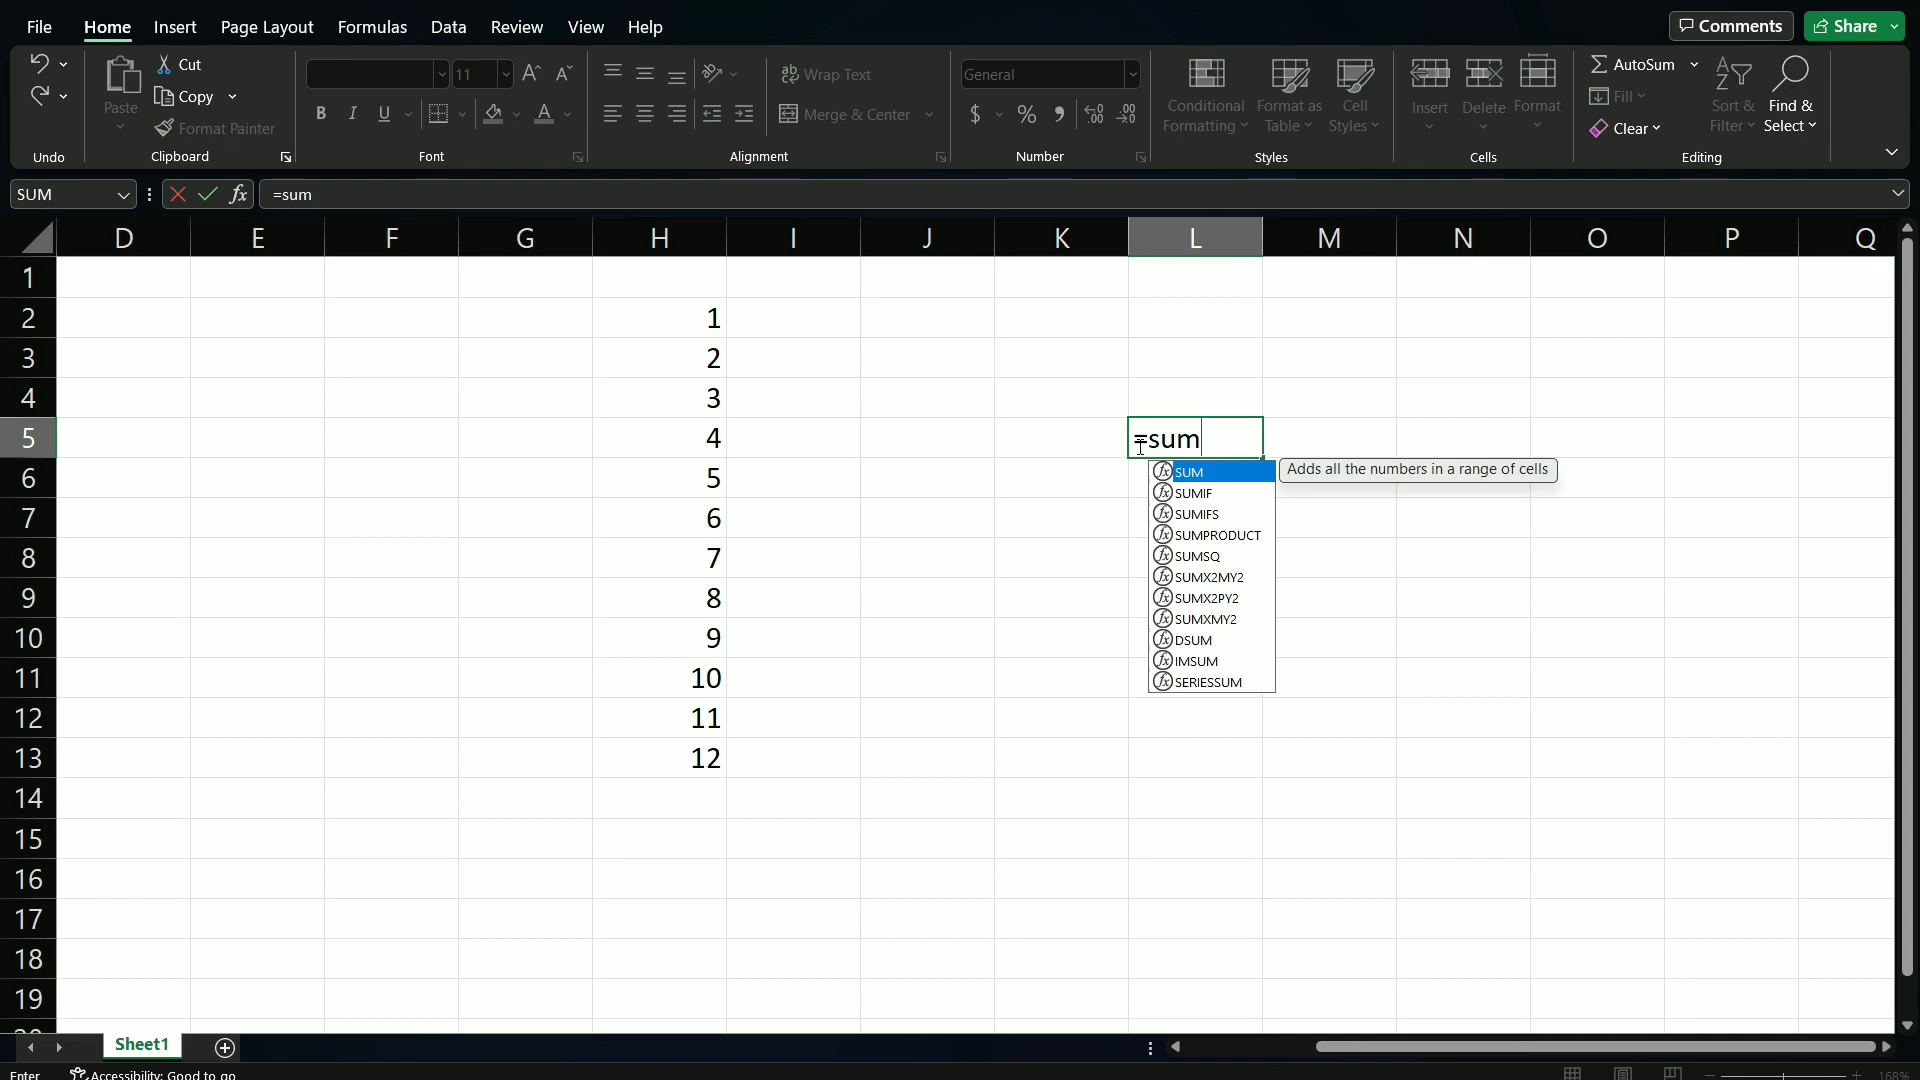 File Home Insert Page Layout Formulas Data Review View Help Comments Share
Cut
Copy
Format Painter
Paste
Undo
Clipboard
11
B I U A
Font
Wrap Text
Merge & Center
Alignment
General
$ % 9
Number
Conditional Formatting
Format as Table
Cell Styles
Styles
Insert Delete Format
Cells
AutoSum
Fill
Clear
Sort & Filter
Find & Select
Editing
SUM fx =sum
D E F G H I J K L M N O P Q
1
2 1
3 2
4 3
5 4 =sum
6 5
7 6
8 7
9 8
10 9
11 10
12 11
13 12
14
15
16
17
18
19
SUM Adds all the numbers in a range of cells
SUMIF
SUMIFS
SUMPRODUCT
SUMSQ
SUMX2MY2
SUMX2PY2
SUMXMY2
DSUM
IMSUM
SERIESSUM
Sheet1
Enter Accessibility: Good to go 168%